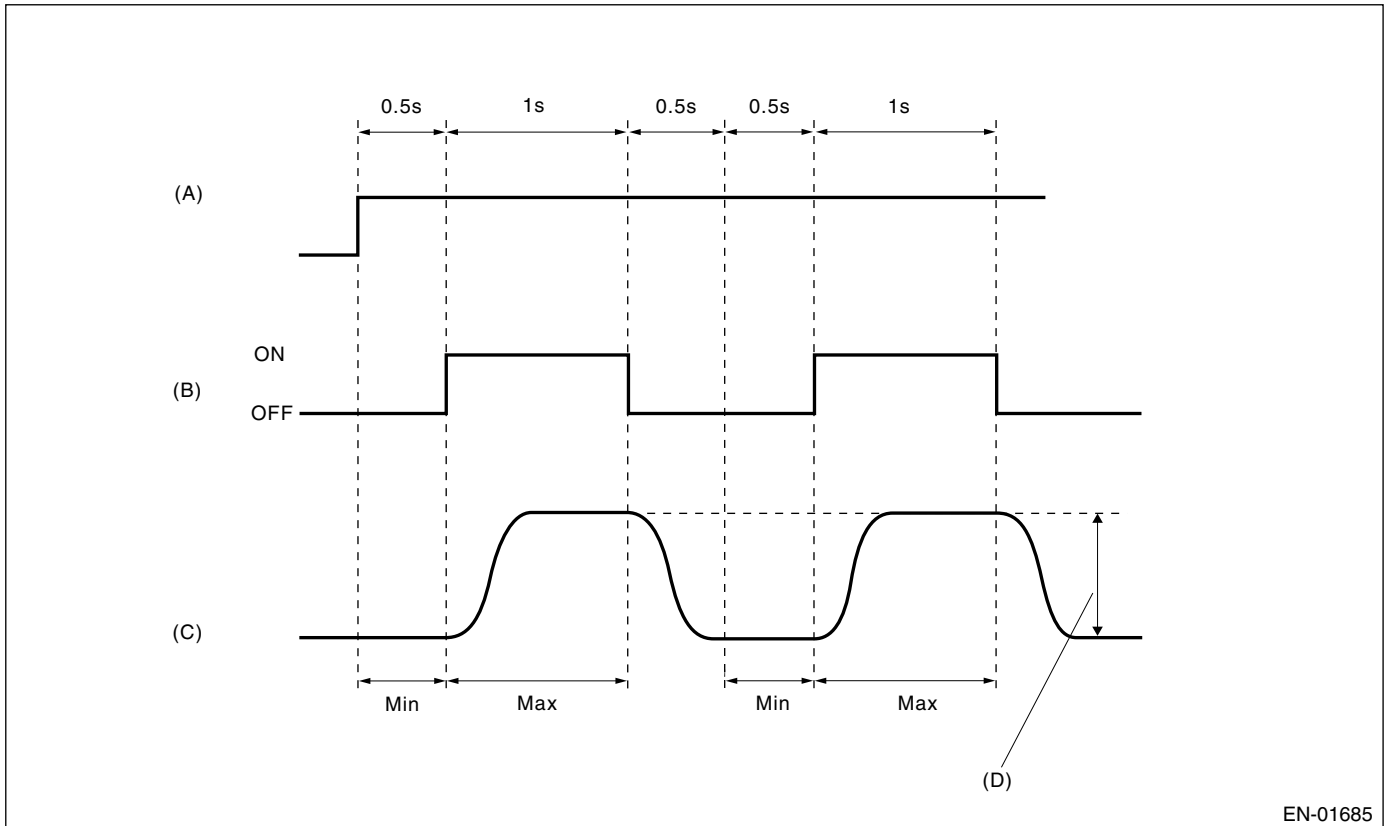 0.5s 1s 0.5s 0.5s 1s
(A)
ON
(B)
OFF
(C)
Min Max Min Max
(D)
EN-01685